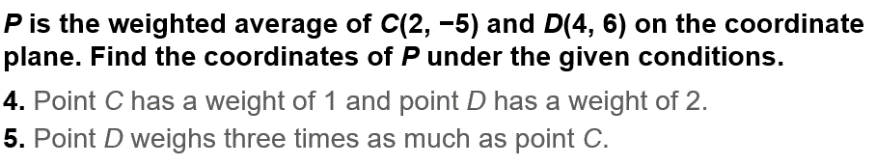 P is the weighted average of C(2, −5) and D(4, 6) on the coordinate
plane. Find the coordinates of P under the given conditions.
4. Point C has a weight of 1 and point D has a weight of 2.
5. Point D weighs three times as much as point C.